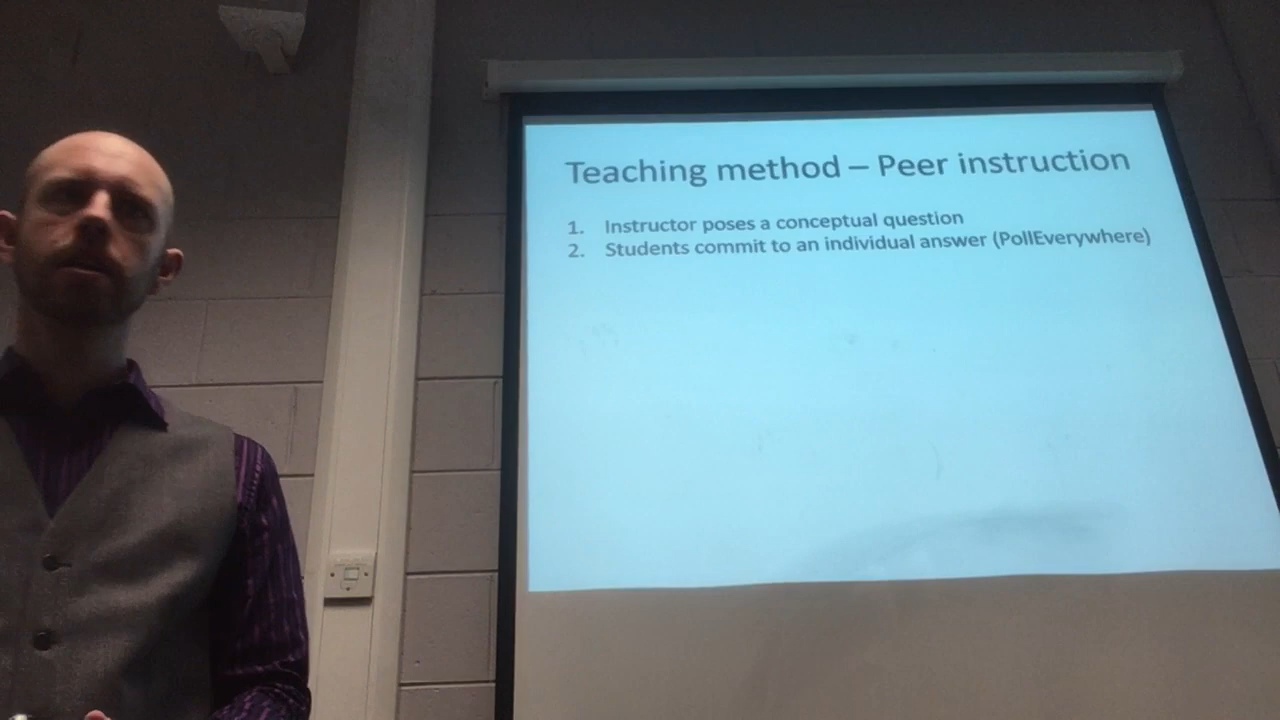 Teaching method – Peer instruction
1. Instructor poses a conceptual question
2. Students commit to an individual answer (PollEverywhere)